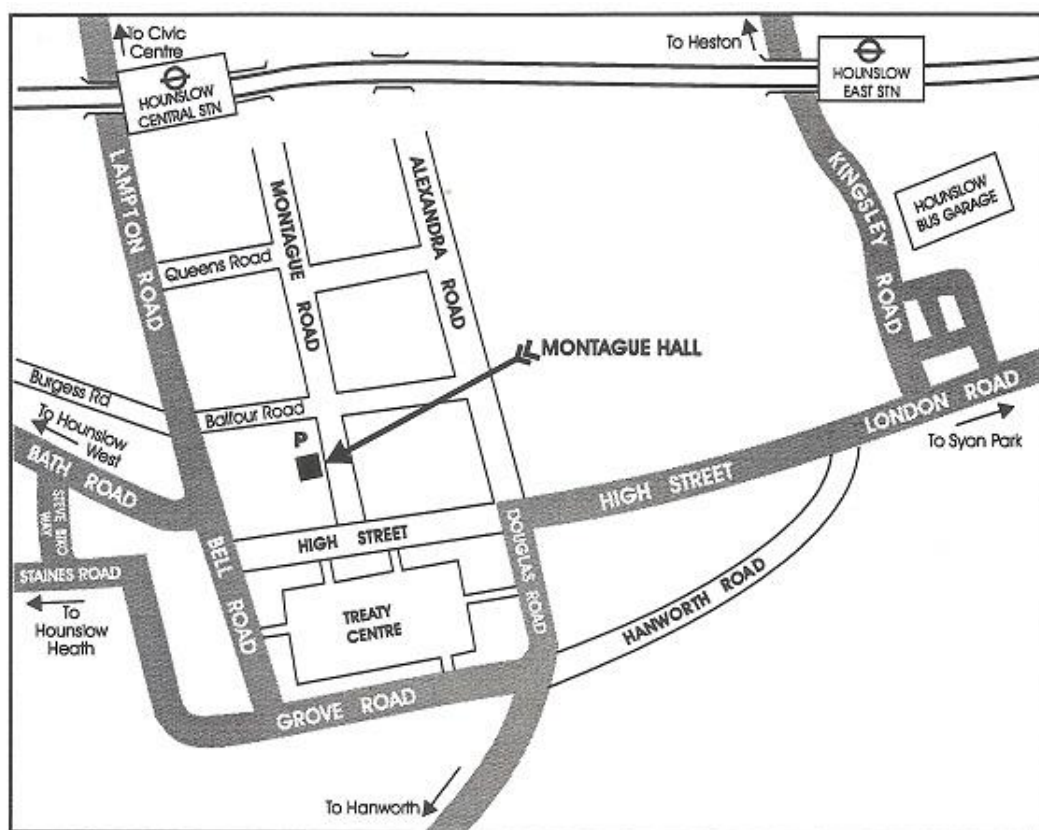 To Civic
Centre
To Heston
HOUNSLOW
CENTRAL STN
HOUNSLOW
EAST STN
LAMPTON ROAD
MONTAGUE ROAD
ALEXANDRA ROAD
KINGSLEY ROAD
HOUNSLOW
BUS GARAGE
Queens Road
MONTAGUE HALL
Burgess Rd
Balfour Road
To Hounslow
West
P
BATH ROAD
LONDON ROAD
To Syon Park
HIGH STREET
STEVE BIKO
WAY
HIGH STREET
BELL ROAD
DOUGLAS ROAD
STAINES ROAD
To
Hounslow
Heath
TREATY
CENTRE
HANWORTH ROAD
GROVE ROAD
To Hanworth